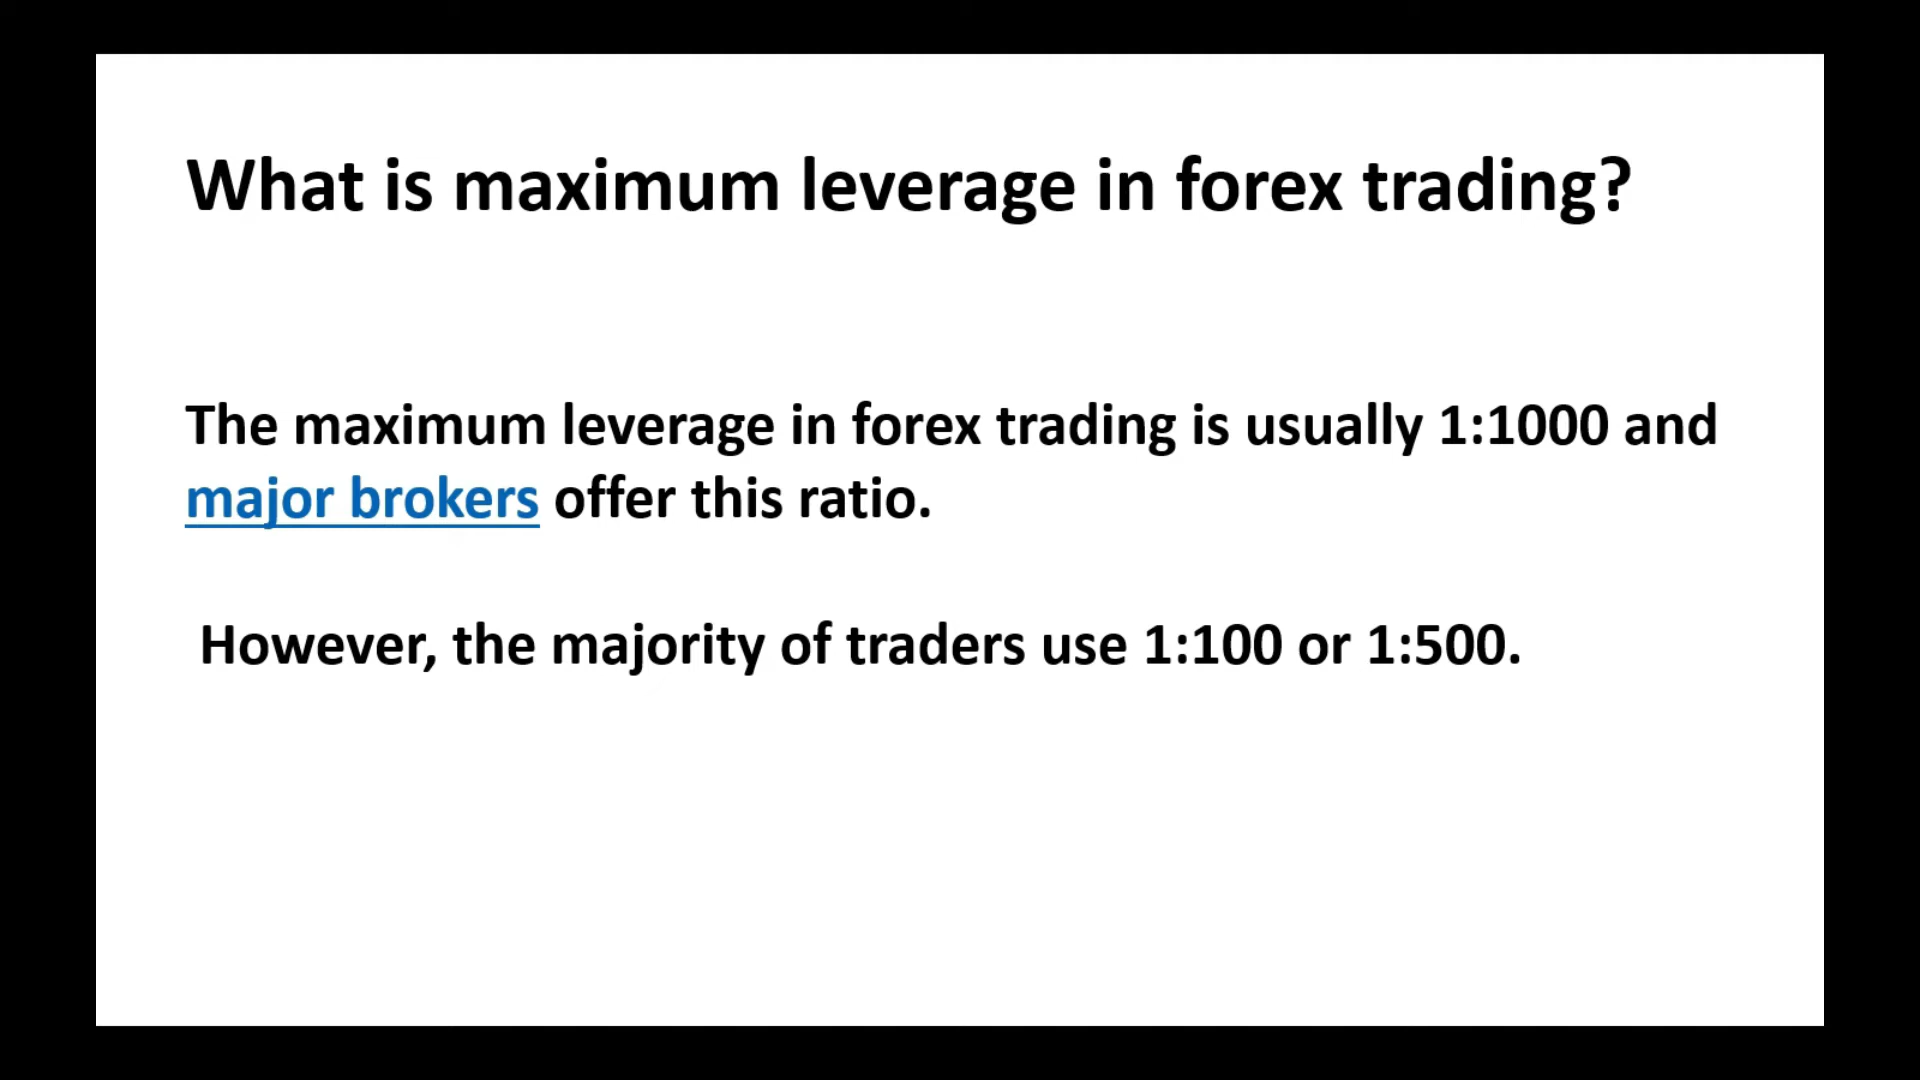 What is maximum leverage in forex trading?
The maximum leverage in forex trading is usually 1:1000 and
major brokers offer this ratio.
However, the majority of traders use 1:100 or 1:500.